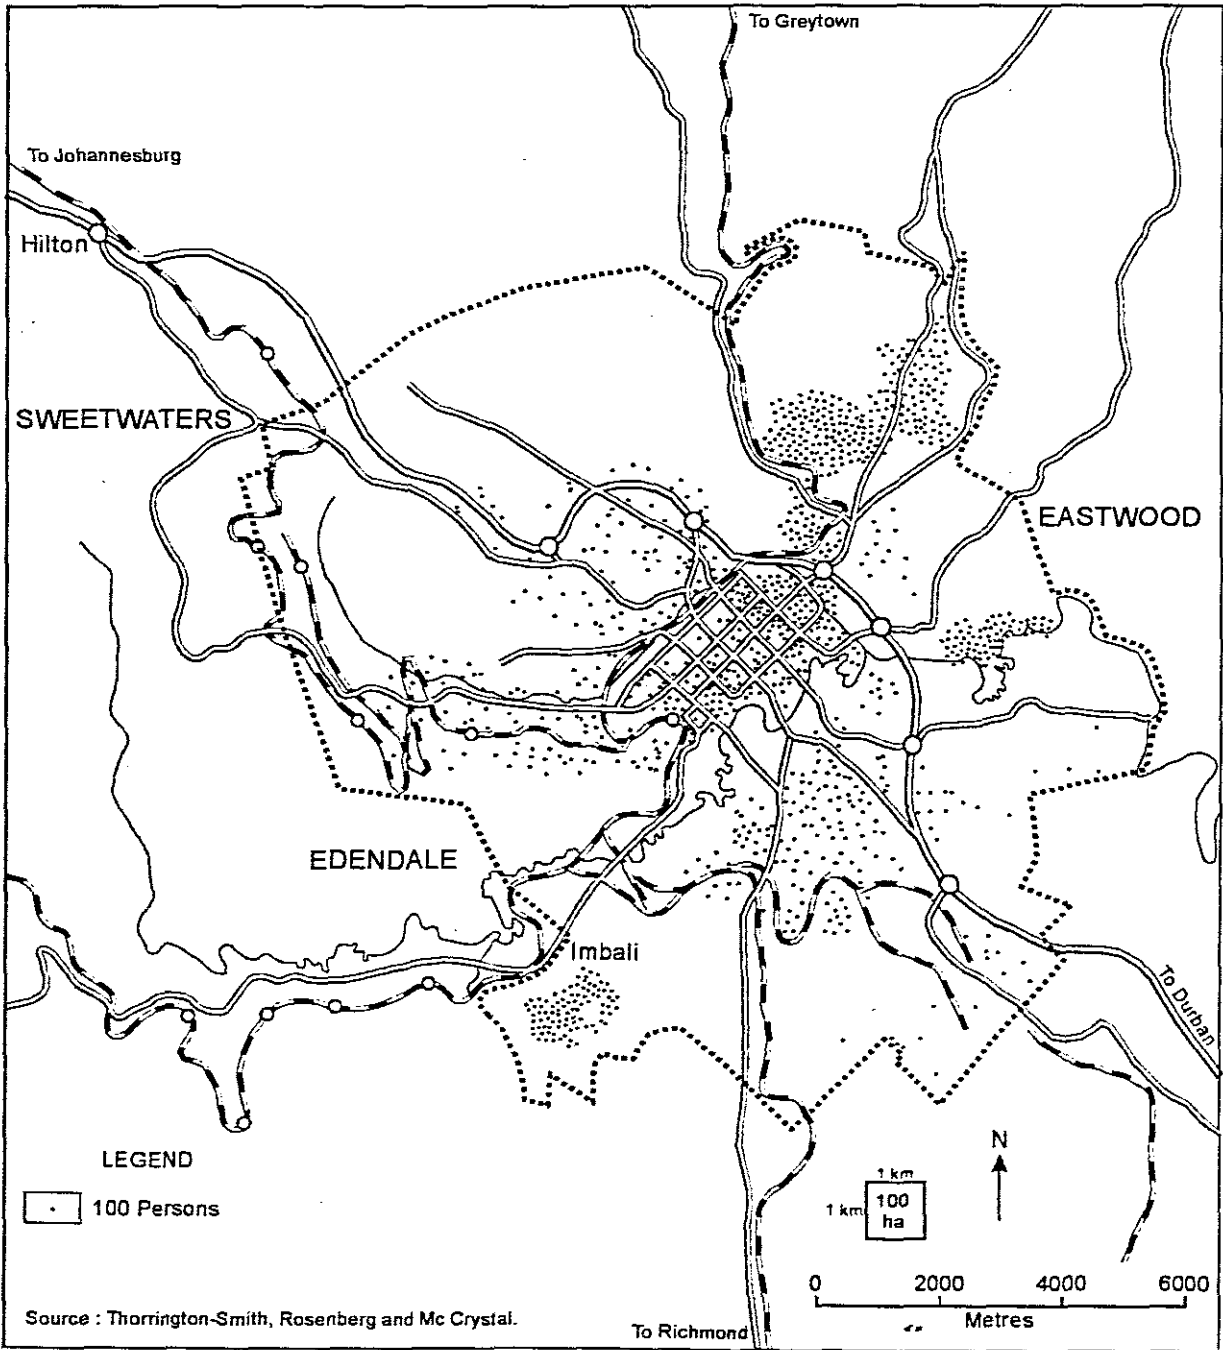 To Greytown
To Johannesburg
Hilton
SWEETWATERS
EASTWOOD
EDENDALE
Imbali
To Durban
LEGEND
100 Persons
N
1 km
1 km
100
ha
0 2000 4000 6000
Metres
Source : Thorrington-Smith, Rosenberg and Mc Crystal.
To Richmond